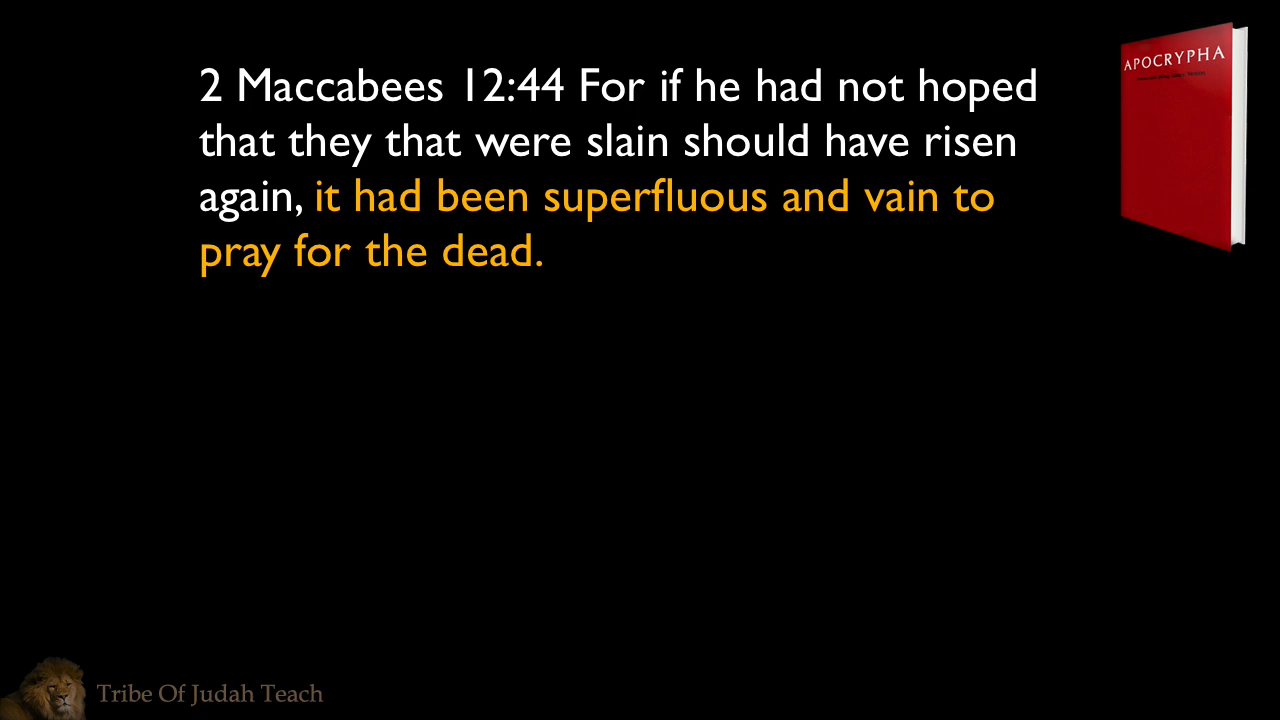 2 Maccabees 12:44 For if he had not hoped
that they that were slain should have risen
again, it had been superfluous and vain to
pray for the dead.
APOCRYPHA
Tribe Of Judah Teach